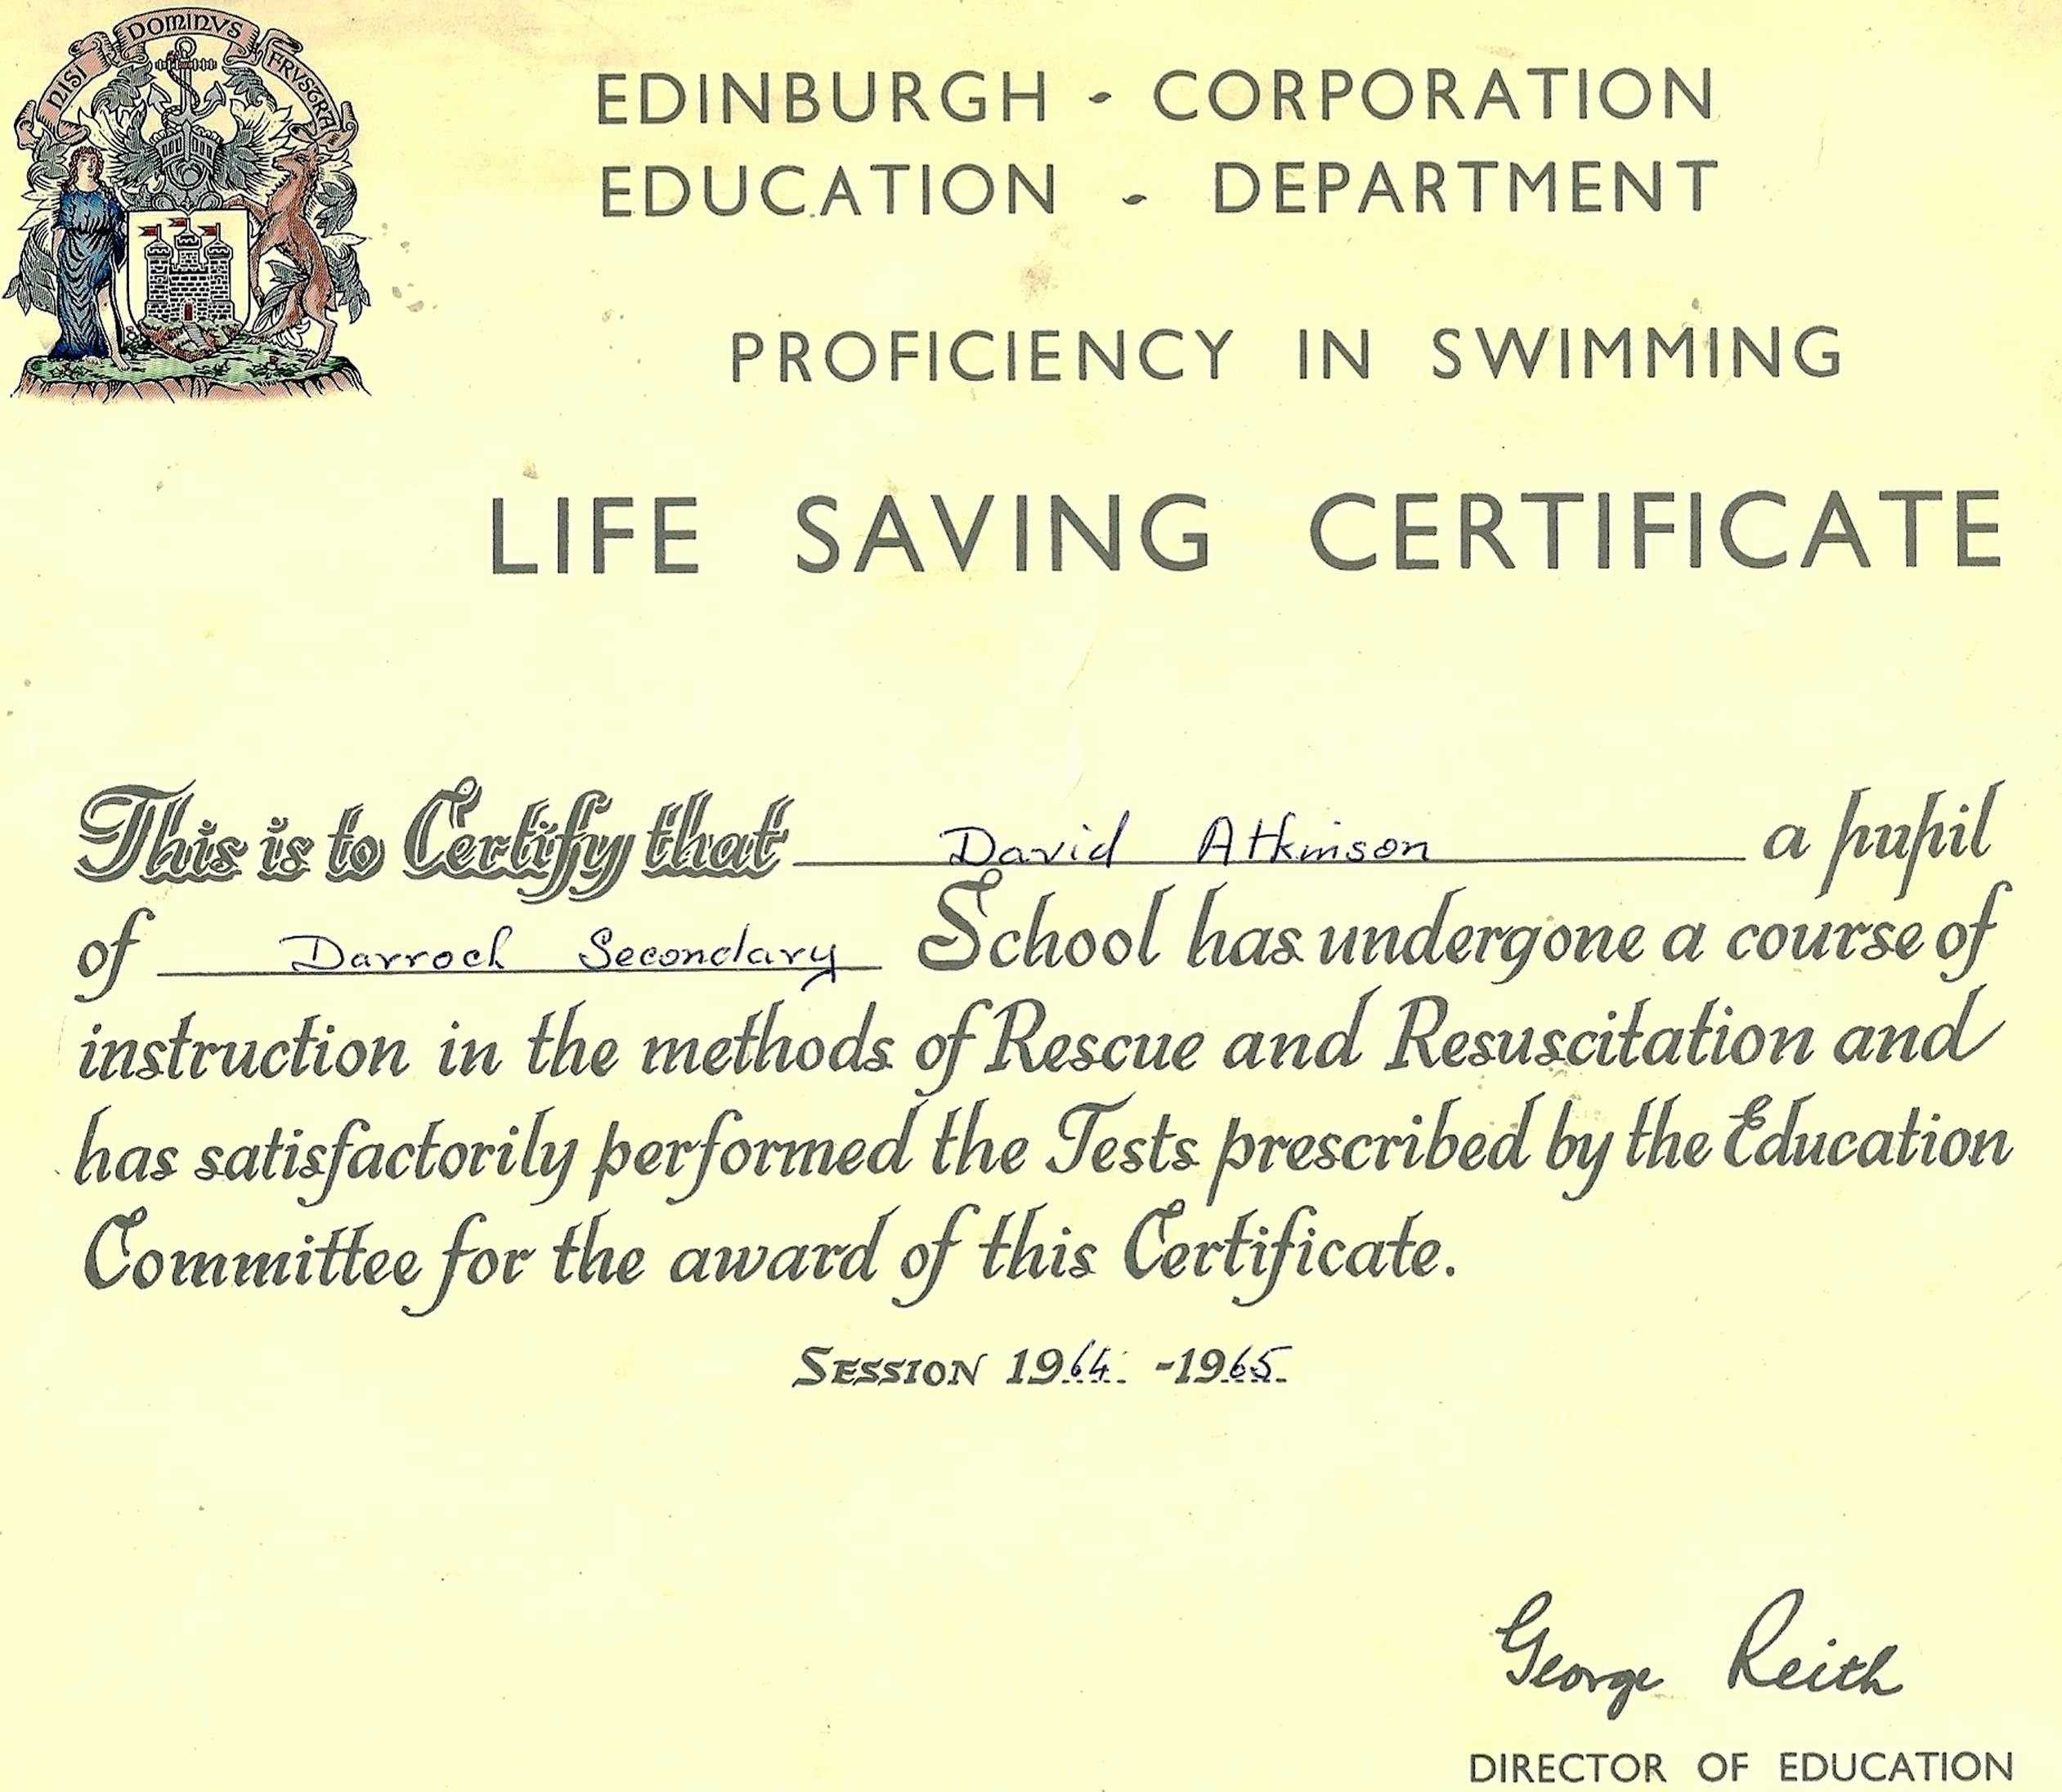 NISI DOMINVS FRVSTRA
EDINBURGH - CORPORATION
EDUCATION - DEPARTMENT
PROFICIENCY IN SWIMMING
LIFE SAVING CERTIFICATE
This is to Certify that David Atkinson a pupil
of Darroch Secondary School has undergone a course of
instruction in the methods of Rescue and Resuscitation and
has satisfactorily performed the Tests prescribed by the Education
Committee for the award of this Certificate.
SESSION 1964 - 1965
George Reith
DIRECTOR OF EDUCATION